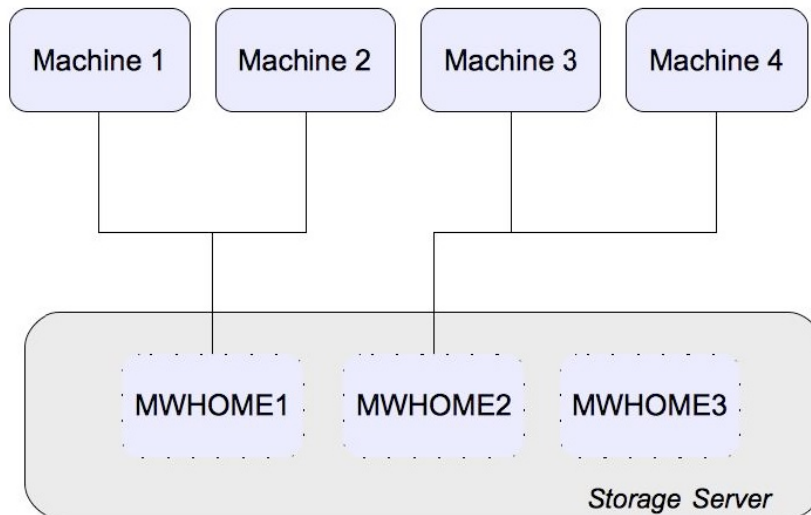 Machine 1
Machine 2
Machine 3
Machine 4
MWHOME1
MWHOME2
MWHOME3
Storage Server